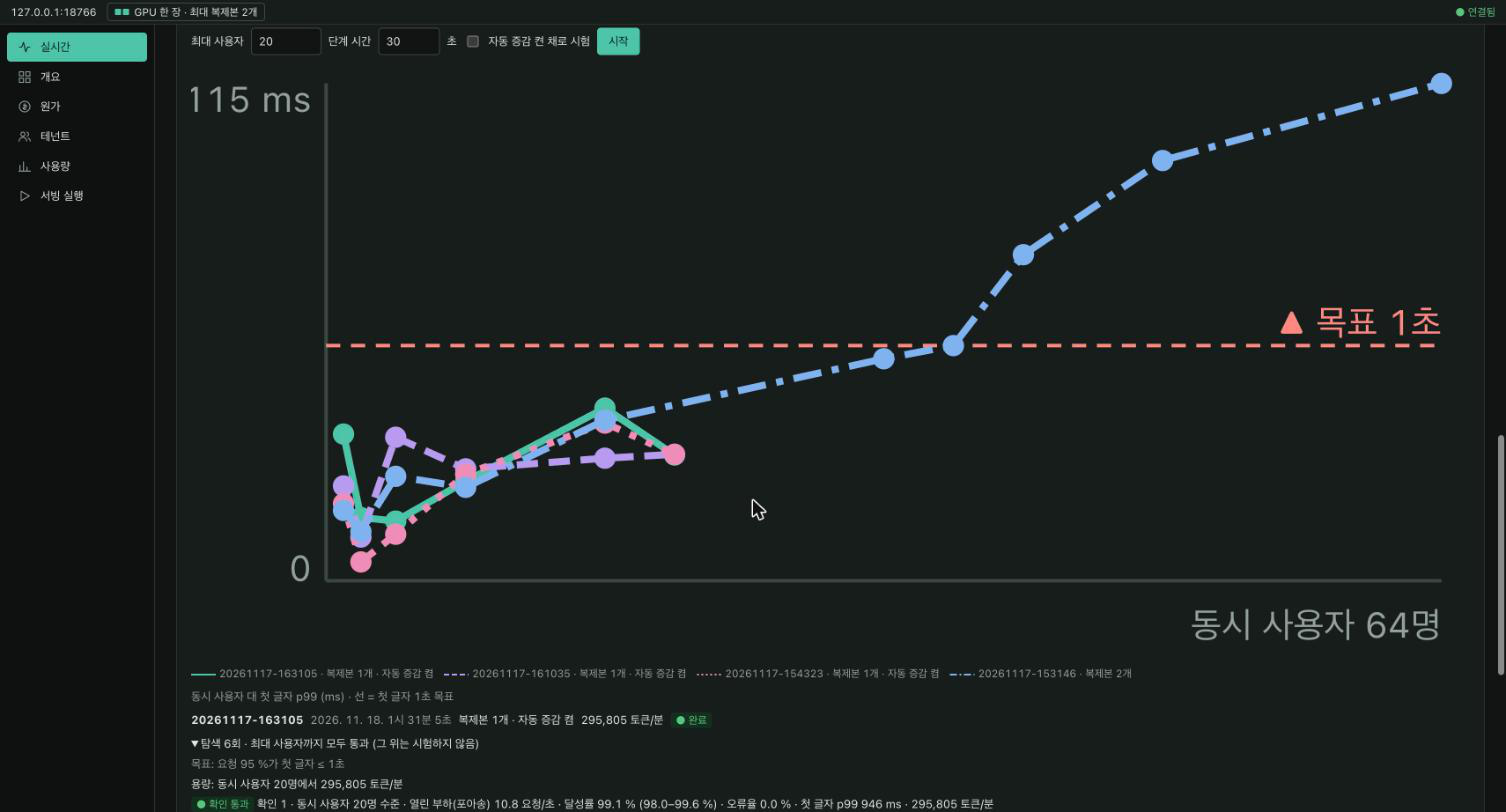 127.0.0.1:18766
GPU 한 장 · 최대 복제본 2개
연결됨
실시간
개요
원가
테넌트
사용량
서빙 실행
최대 사용자 20 단계 시간 30 초 자동 증감 켠 채로 시험 시작
115 ms
▲ 목표 1초
0
동시 사용자 64명
20261117-163105 · 복제본 1개 · 자동 증감 켬 20261117-161035 · 복제본 1개 · 자동 증감 켬 20261117-154323 · 복제본 1개 · 자동 증감 켬 20261117-153146 · 복제본 2개
동시 사용자 대 첫 글자 p99 (ms) · 선 = 첫 글자 1초 목표
20261117-163105 2026. 11. 18. 1시 31분 5초 복제본 1개 · 자동 증감 켬 295,805 토큰/분 완료
▼탐색 6회 · 최대 사용자까지 모두 통과 (그 위는 시험하지 않음)
목표: 요청 95 %가 첫 글자 ≤ 1초
용량: 동시 사용자 20명에서 295,805 토큰/분
확인 통과 확인 1 · 동시 사용자 20명 수준 · 열린 부하(포아송) 10.8 요청/초 · 달성률 99.1 % (98.0–99.6 %) · 오류율 0.0 % · 첫 글자 p99 946 ms · 295,805 토큰/분